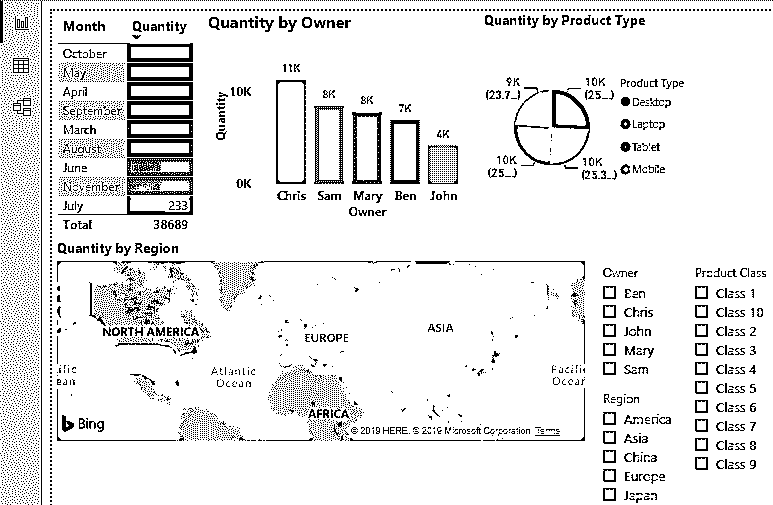 Month Quantity
October
May
April
September
March
August
June
November
July 233
Total 38689
Quantity by Owner
Quantity
10K
0K
11K
8K
8K
7K
4K
Chris Sam Mary Ben John
Owner
Quantity by Product Type
9K
(23.7...)
10K
(25...)
10K
(25...)
10K
(25.3...)
Product Type
Desktop
Laptop
Tablet
Mobile
Quantity by Region
NORTH AMERICA
EUROPE
ASIA
AFRICA
Atlantic
Ocean
Pacific
Ocean
Bing
© 2019 HERE, © 2019 Microsoft Corporation Terms
Owner
Ben
Chris
John
Mary
Sam
Region
America
Asia
China
Europe
Japan
Product Class
Class 1
Class 10
Class 2
Class 3
Class 4
Class 5
Class 6
Class 7
Class 8
Class 9